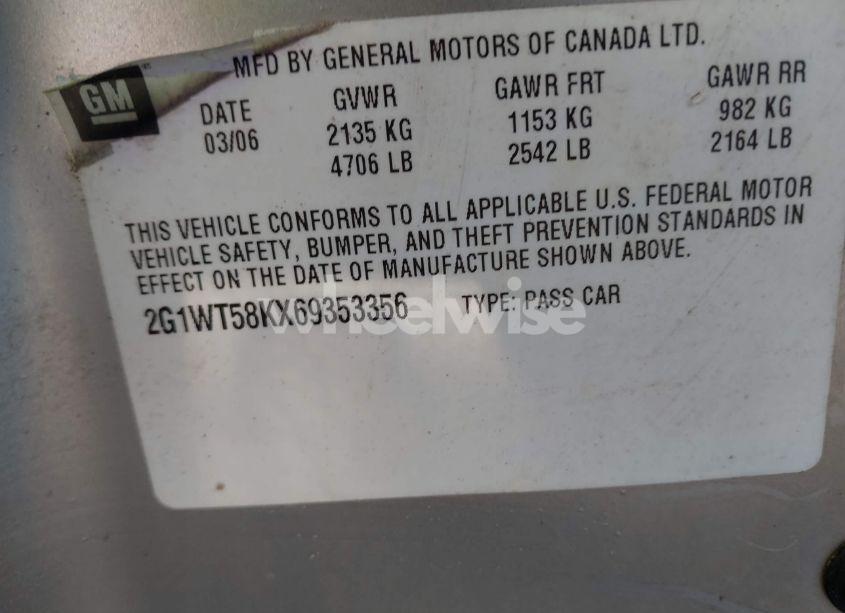 GM
MFD BY GENERAL MOTORS OF CANADA LTD.
DATE GVWR GAWR FRT GAWR RR
03/06 2135 KG 1153 KG 982 KG
4706 LB 2542 LB 2164 LB
THIS VEHICLE CONFORMS TO ALL APPLICABLE U.S. FEDERAL MOTOR
VEHICLE SAFETY, BUMPER, AND THEFT PREVENTION STANDARDS IN
EFFECT ON THE DATE OF MANUFACTURE SHOWN ABOVE.
2G1WT58KX69353356 TYPE: PASS CAR
wheelwise